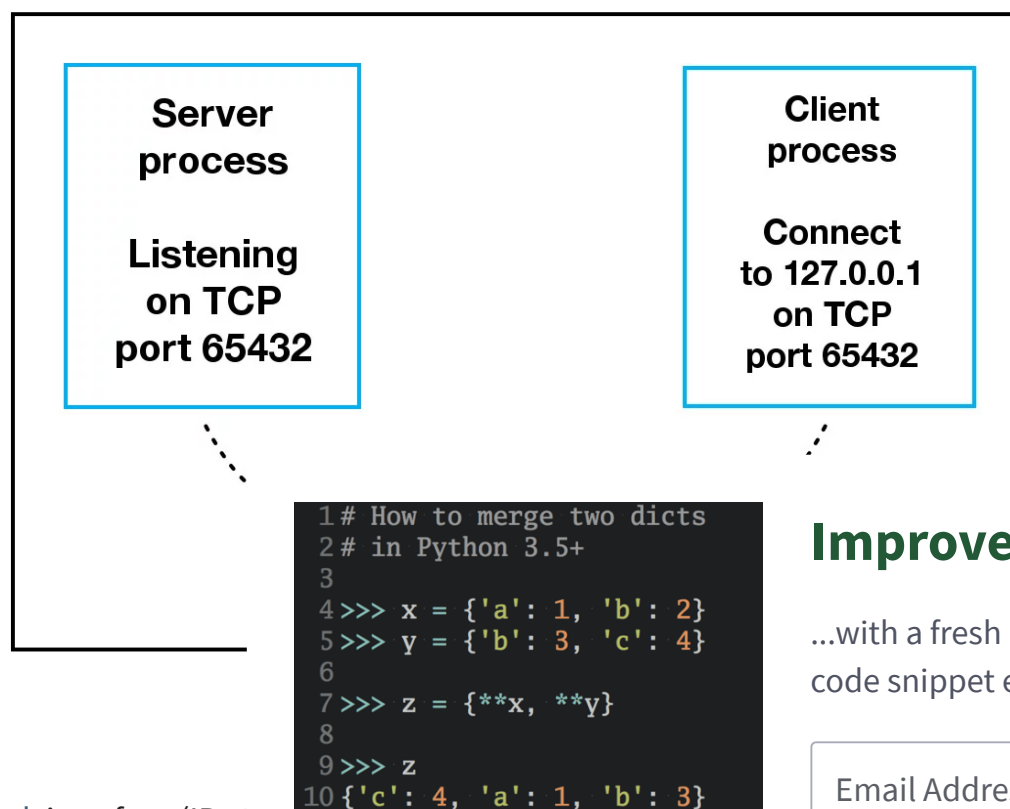 Server
process
Listening
on TCP
port 65432
Client
process
Connect
to 127.0.0.1
on TCP
port 65432
1 # How to merge two dicts
2 # in Python 3.5+
3
4 >>> x = {'a': 1, 'b': 2}
5 >>> y = {'b': 3, 'c': 4}
6
7 >>> z = {**x, **y}
8
9 >>> z
10 {'c': 4, 'a': 1, 'b': 3}
Improve
...with a fresh
code snippet e
Email Addre